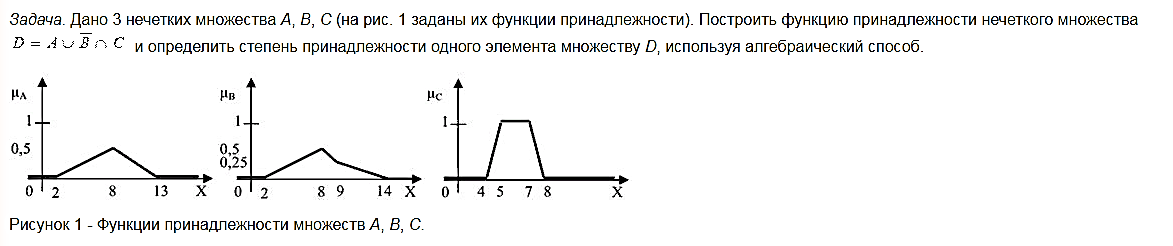 Задача. Дано 3 нечетких множества A, B, C (на рис. 1 заданы их функции принадлежности). Построить функцию принадлежности нечеткого множества
D = A ∪ B̅ ∩ C и определить степень принадлежности одного элемента множеству D, используя алгебраический способ.
μA 1 0,5 0 2 8 13 X
μB 1 0,5 0,25 0 2 8 9 14 X
μC 1 0 4 5 7 8 X
Рисунок 1 - Функции принадлежности множеств A, B, C.